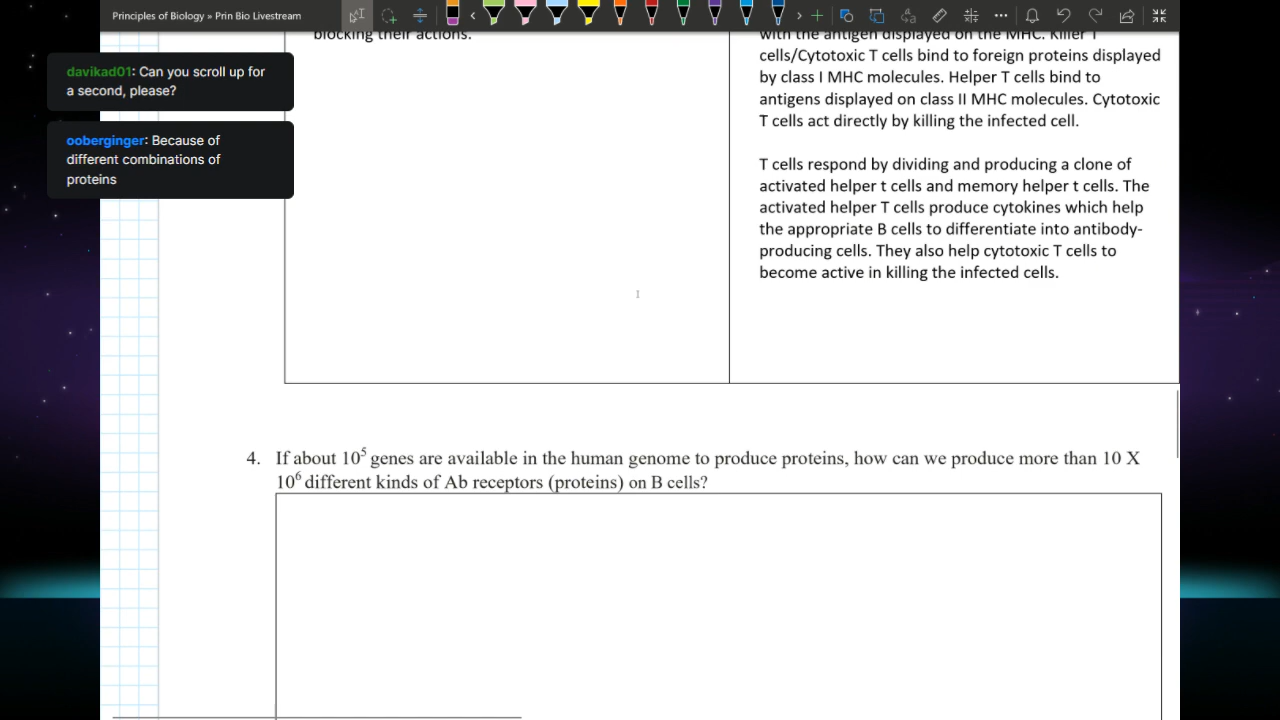 Principles of Biology » Prin Bio Livestream
davikad01: Can you scroll up for
a second, please?
ooberginger: Because of
different combinations of
proteins
blocking their actions.
with the antigen displayed on the MHC. Killer T
cells/Cytotoxic T cells bind to foreign proteins displayed
by class I MHC molecules. Helper T cells bind to
antigens displayed on class II MHC molecules. Cytotoxic
T cells act directly by killing the infected cell.
T cells respond by dividing and producing a clone of
activated helper t cells and memory helper t cells. The
activated helper T cells produce cytokines which help
the appropriate B cells to differentiate into antibody-
producing cells. They also help cytotoxic T cells to
become active in killing the infected cells.
4. If about 10⁵ genes are available in the human genome to produce proteins, how can we produce more than 10 X
10⁶ different kinds of Ab receptors (proteins) on B cells?